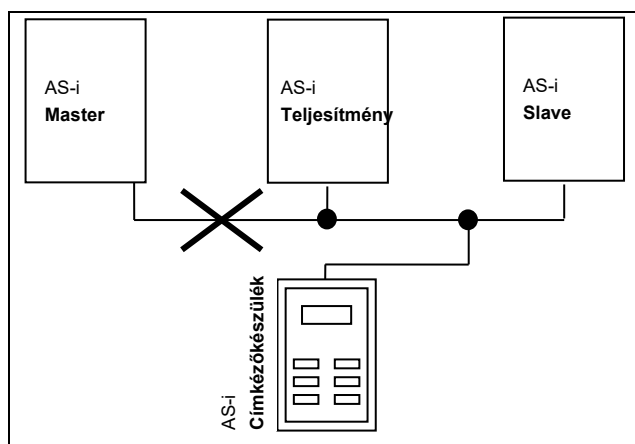 AS-i
Master
AS-i
Teljesítmény
AS-i
Slave
AS-i
Címkézőkészülék